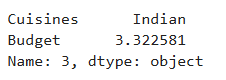 Cuisines Indian
Budget 3.322581
Name: 3, dtype: object